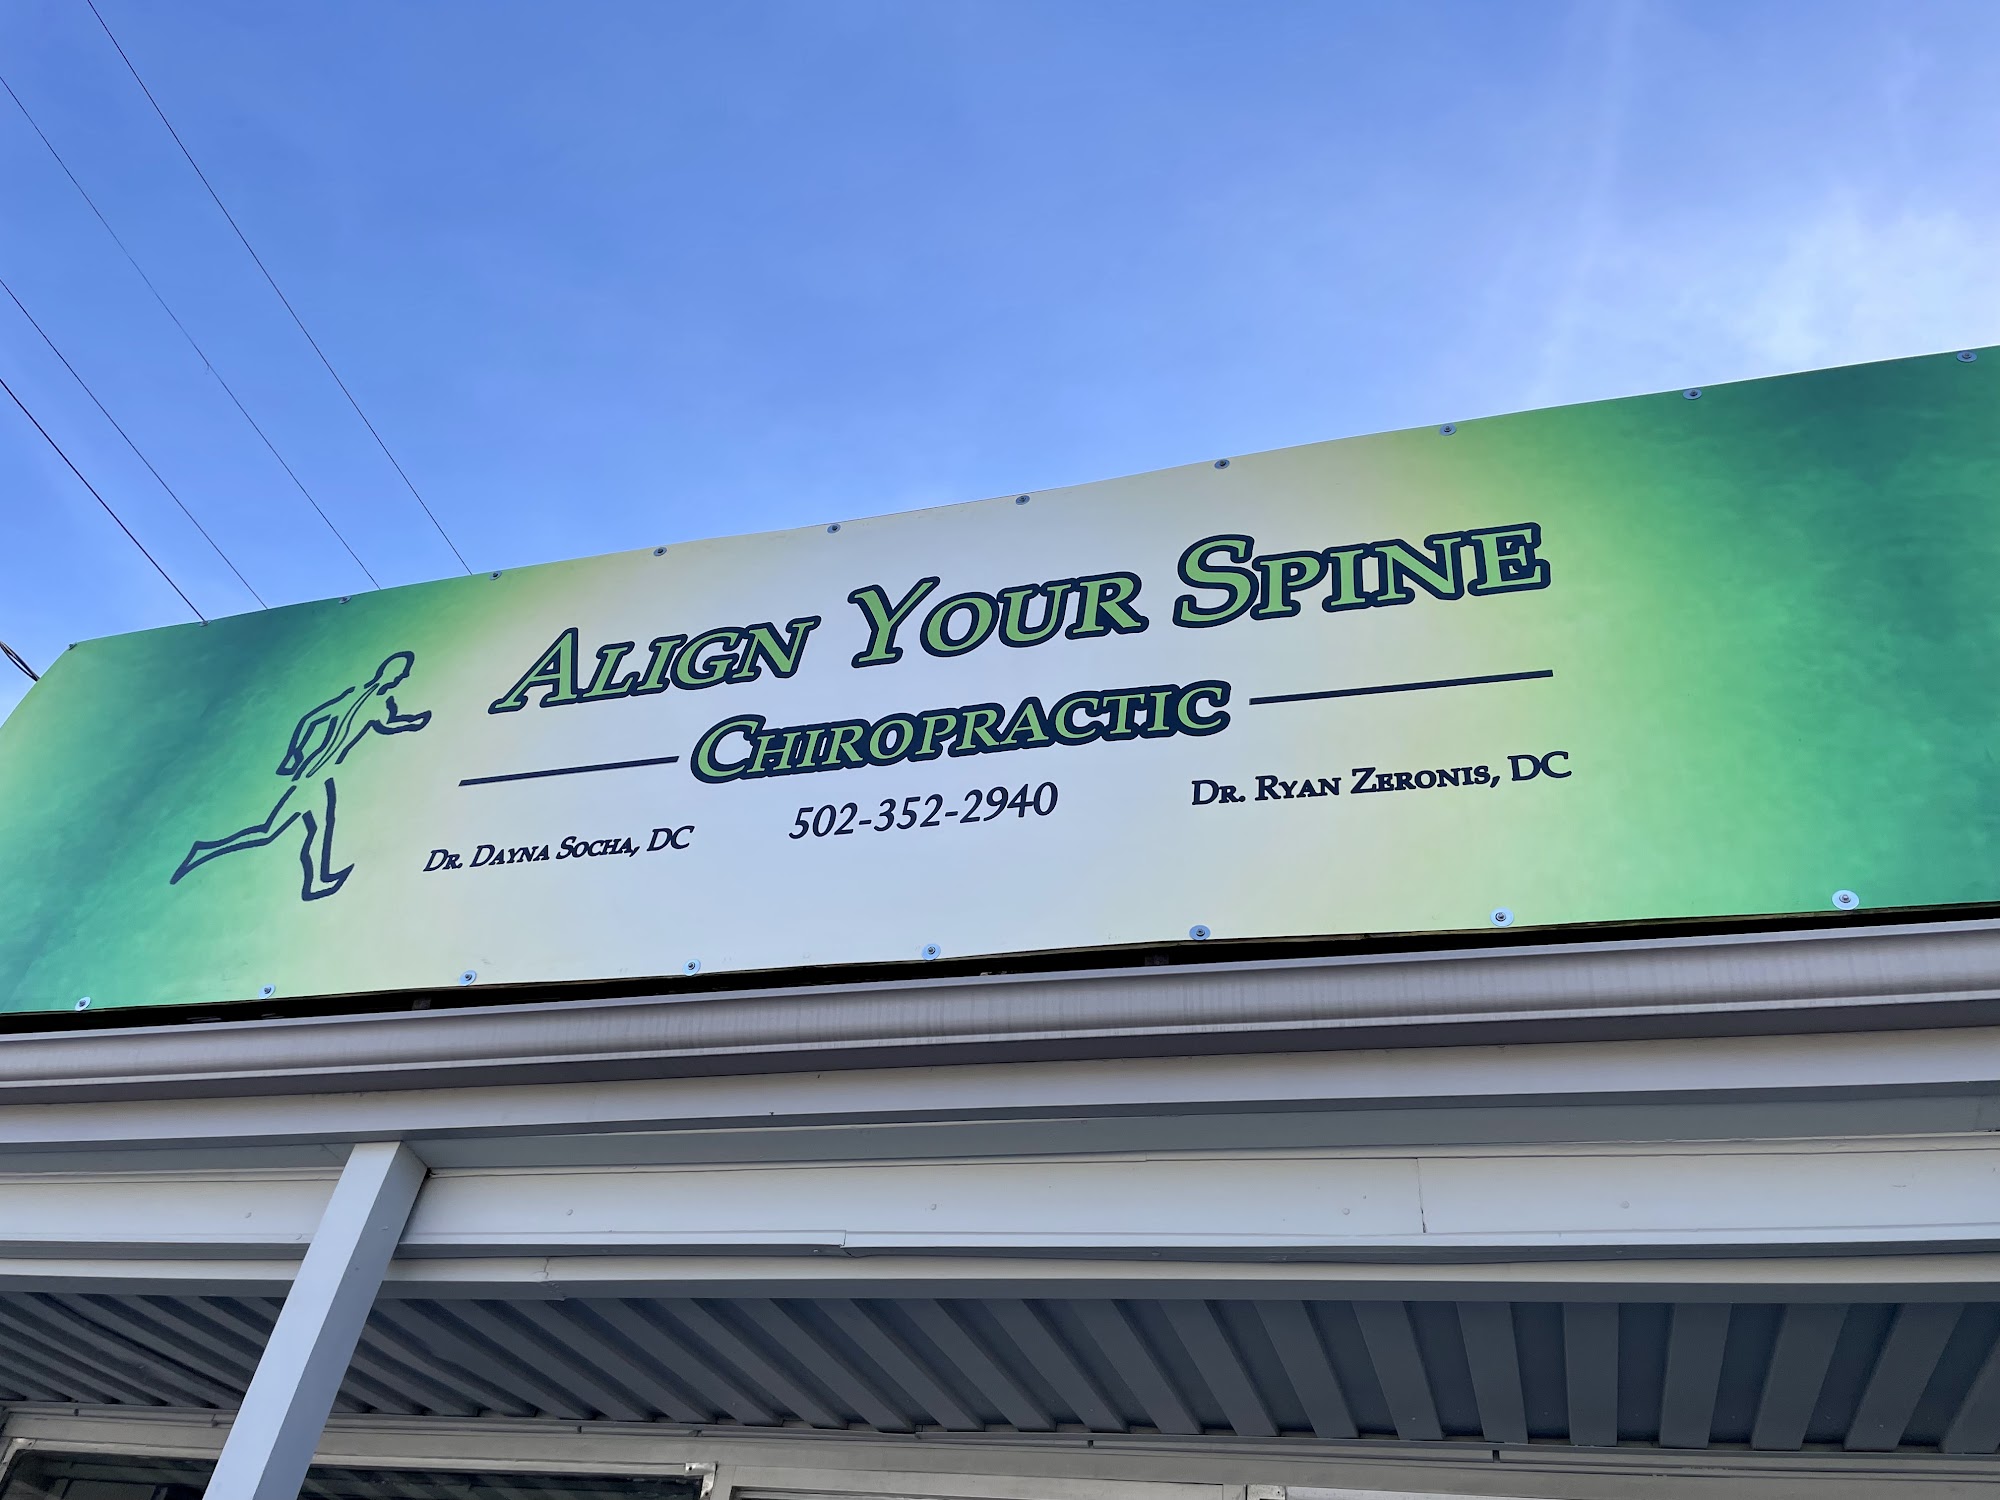 Align Your Spine
Chiropractic
Dr. Dayna Socha, DC
502-352-2940
Dr. Ryan Zeronis, DC